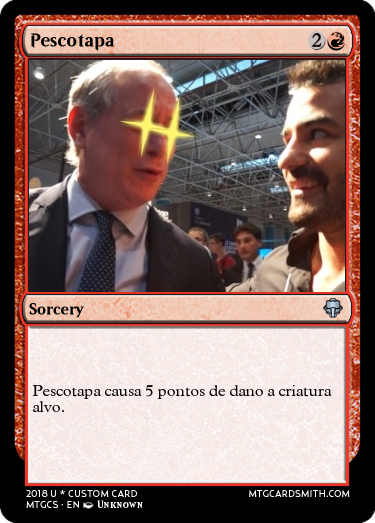 Pescotapa 2
Sorcery
Pescotapa causa 5 pontos de dano a criatura
alvo.
2018 U * CUSTOM CARD MTGCARDSMITH.COM
MTGCS · EN UNKNOWN